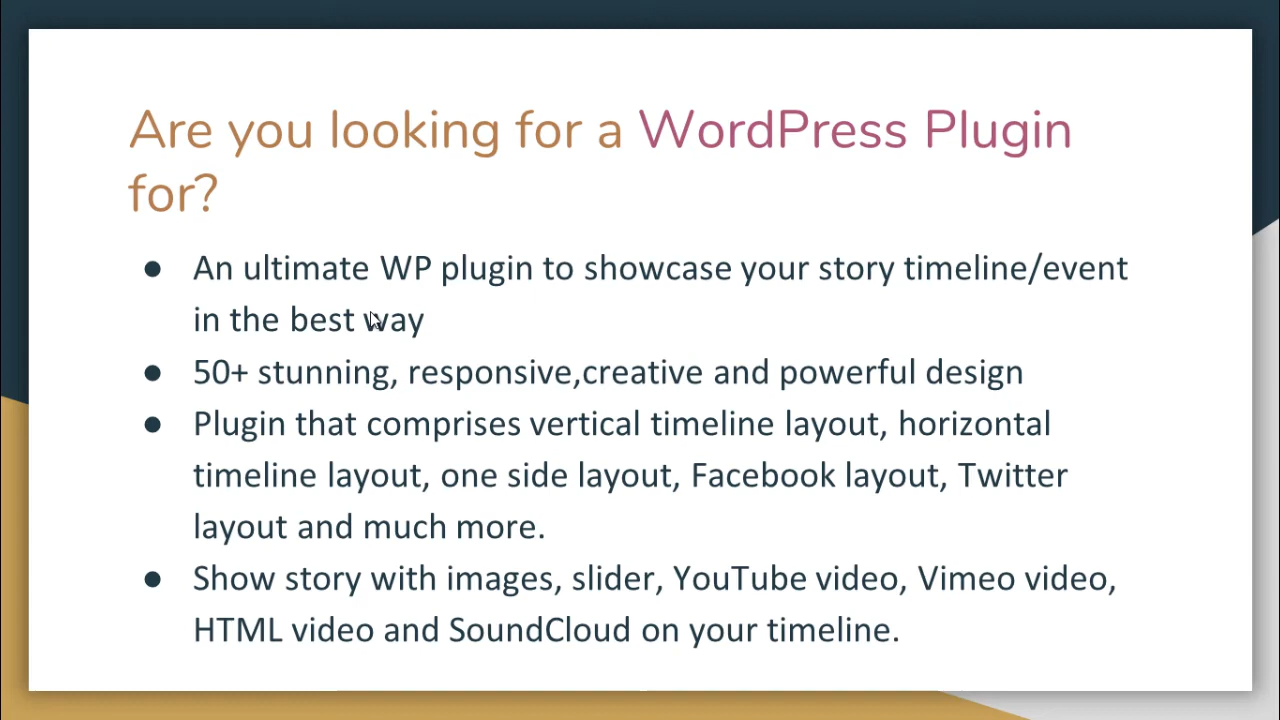 Are you looking for a WordPress Plugin
for?
● An ultimate WP plugin to showcase your story timeline/event
in the best way
● 50+ stunning, responsive,creative and powerful design
● Plugin that comprises vertical timeline layout, horizontal
timeline layout, one side layout, Facebook layout, Twitter
layout and much more.
● Show story with images, slider, YouTube video, Vimeo video,
HTML video and SoundCloud on your timeline.